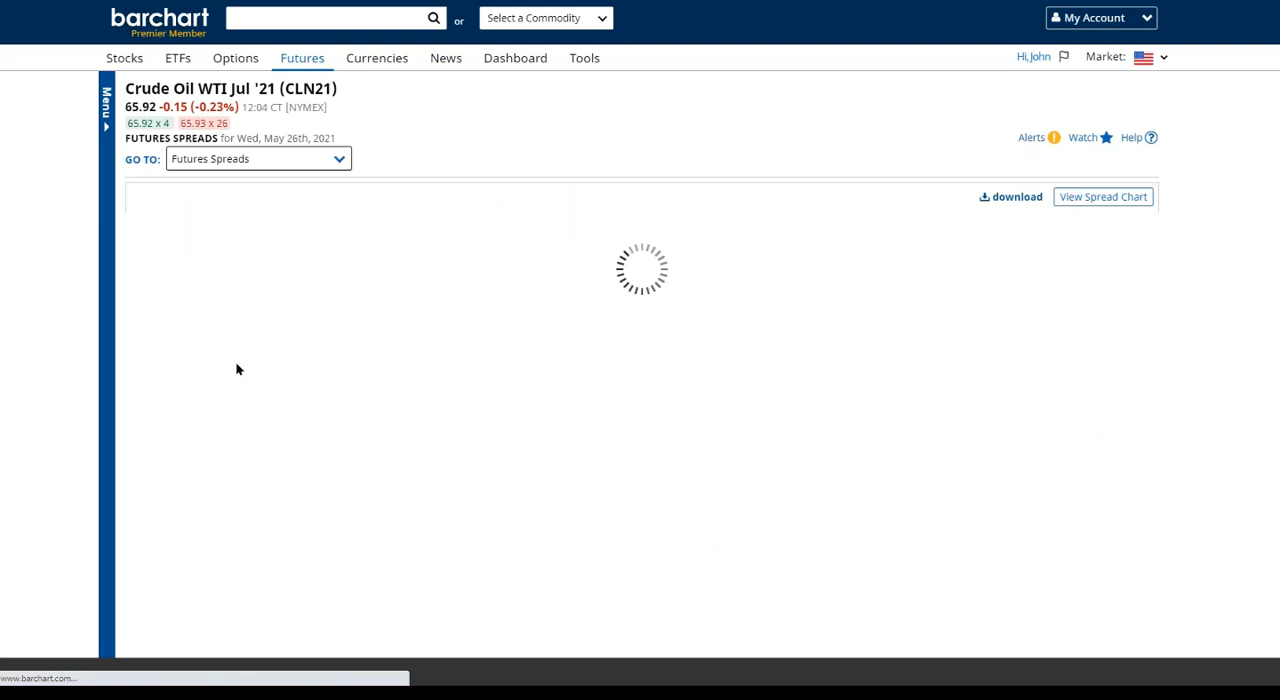 barchart
Premier Member
or
Select a Commodity
My Account
Stocks ETFs Options Futures Currencies News Dashboard Tools
Hi, John
Market:
Menu
Crude Oil WTI Jul '21 (CLN21)
65.92 -0.15 (-0.23%) 12:04 CT [NYMEX]
65.92 x 4 65.93 x 26
FUTURES SPREADS for Wed, May 26th, 2021
Alerts Watch Help
GO TO: Futures Spreads
download View Spread Chart
www.barchart.com...